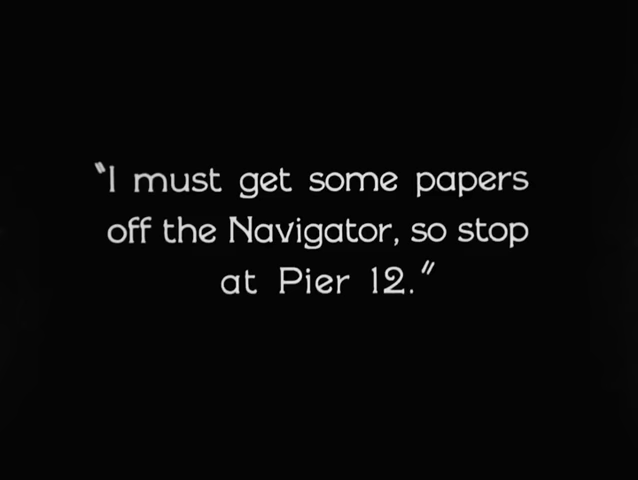 "I must get some papers
off the Navigator, so stop
at Pier 12."